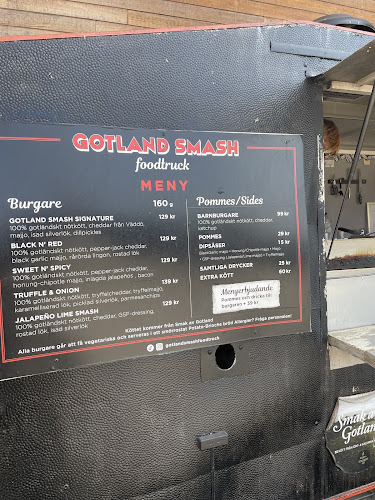 GOTLAND SMASH
foodtruck
MENY
Burgare 160 g
GOTLAND SMASH SIGNATURE 129 kr
100% gotländskt nötkött, cheddar från Väddö,
majjo, isad silverlök, dillpickles
BLACK N' RED 129 kr
100% gotländskt nötkött, pepper-jack cheddar,
black garlic majjo, rårörda lingon, rostad lök
SWEET N' SPICY 129 kr
100% gotländskt nötkött, pepper-jack cheddar,
honung-chipotle majjo, inlagda jalapeños, bacon
TRUFFLE & ONION 139 kr
100% gotländskt nötkött, tryffelcheddar, tryffelmajjo,
karamelliserad lök, picklad silverlök, parmesanchips
JALAPEÑO LIME SMASH 129 kr
100% gotländskt nötkött, cheddar, GSF-dressing,
rostad lök, isad silverlök
Pommes/Sides
BARNBURGARE 99 kr
100% gotländskt nötkött, cheddar,
ketchup
POMMES 29 kr
DIPSÅSER 15 kr
SAMTLIGA DRYCKER 25 kr
EXTRA KÖTT 60 kr
Menyerbjudande
Pommes och dricka till
burgaren + 39 kr
Köttet kommer från Smak av Gotland
Alla burgare går att få vegetariska och serveras i ett smörrostat Potato-Brioche bröd Allergier? Fråga personalen!
gotlandsmashfoodtruck
Smak a
Gotlan